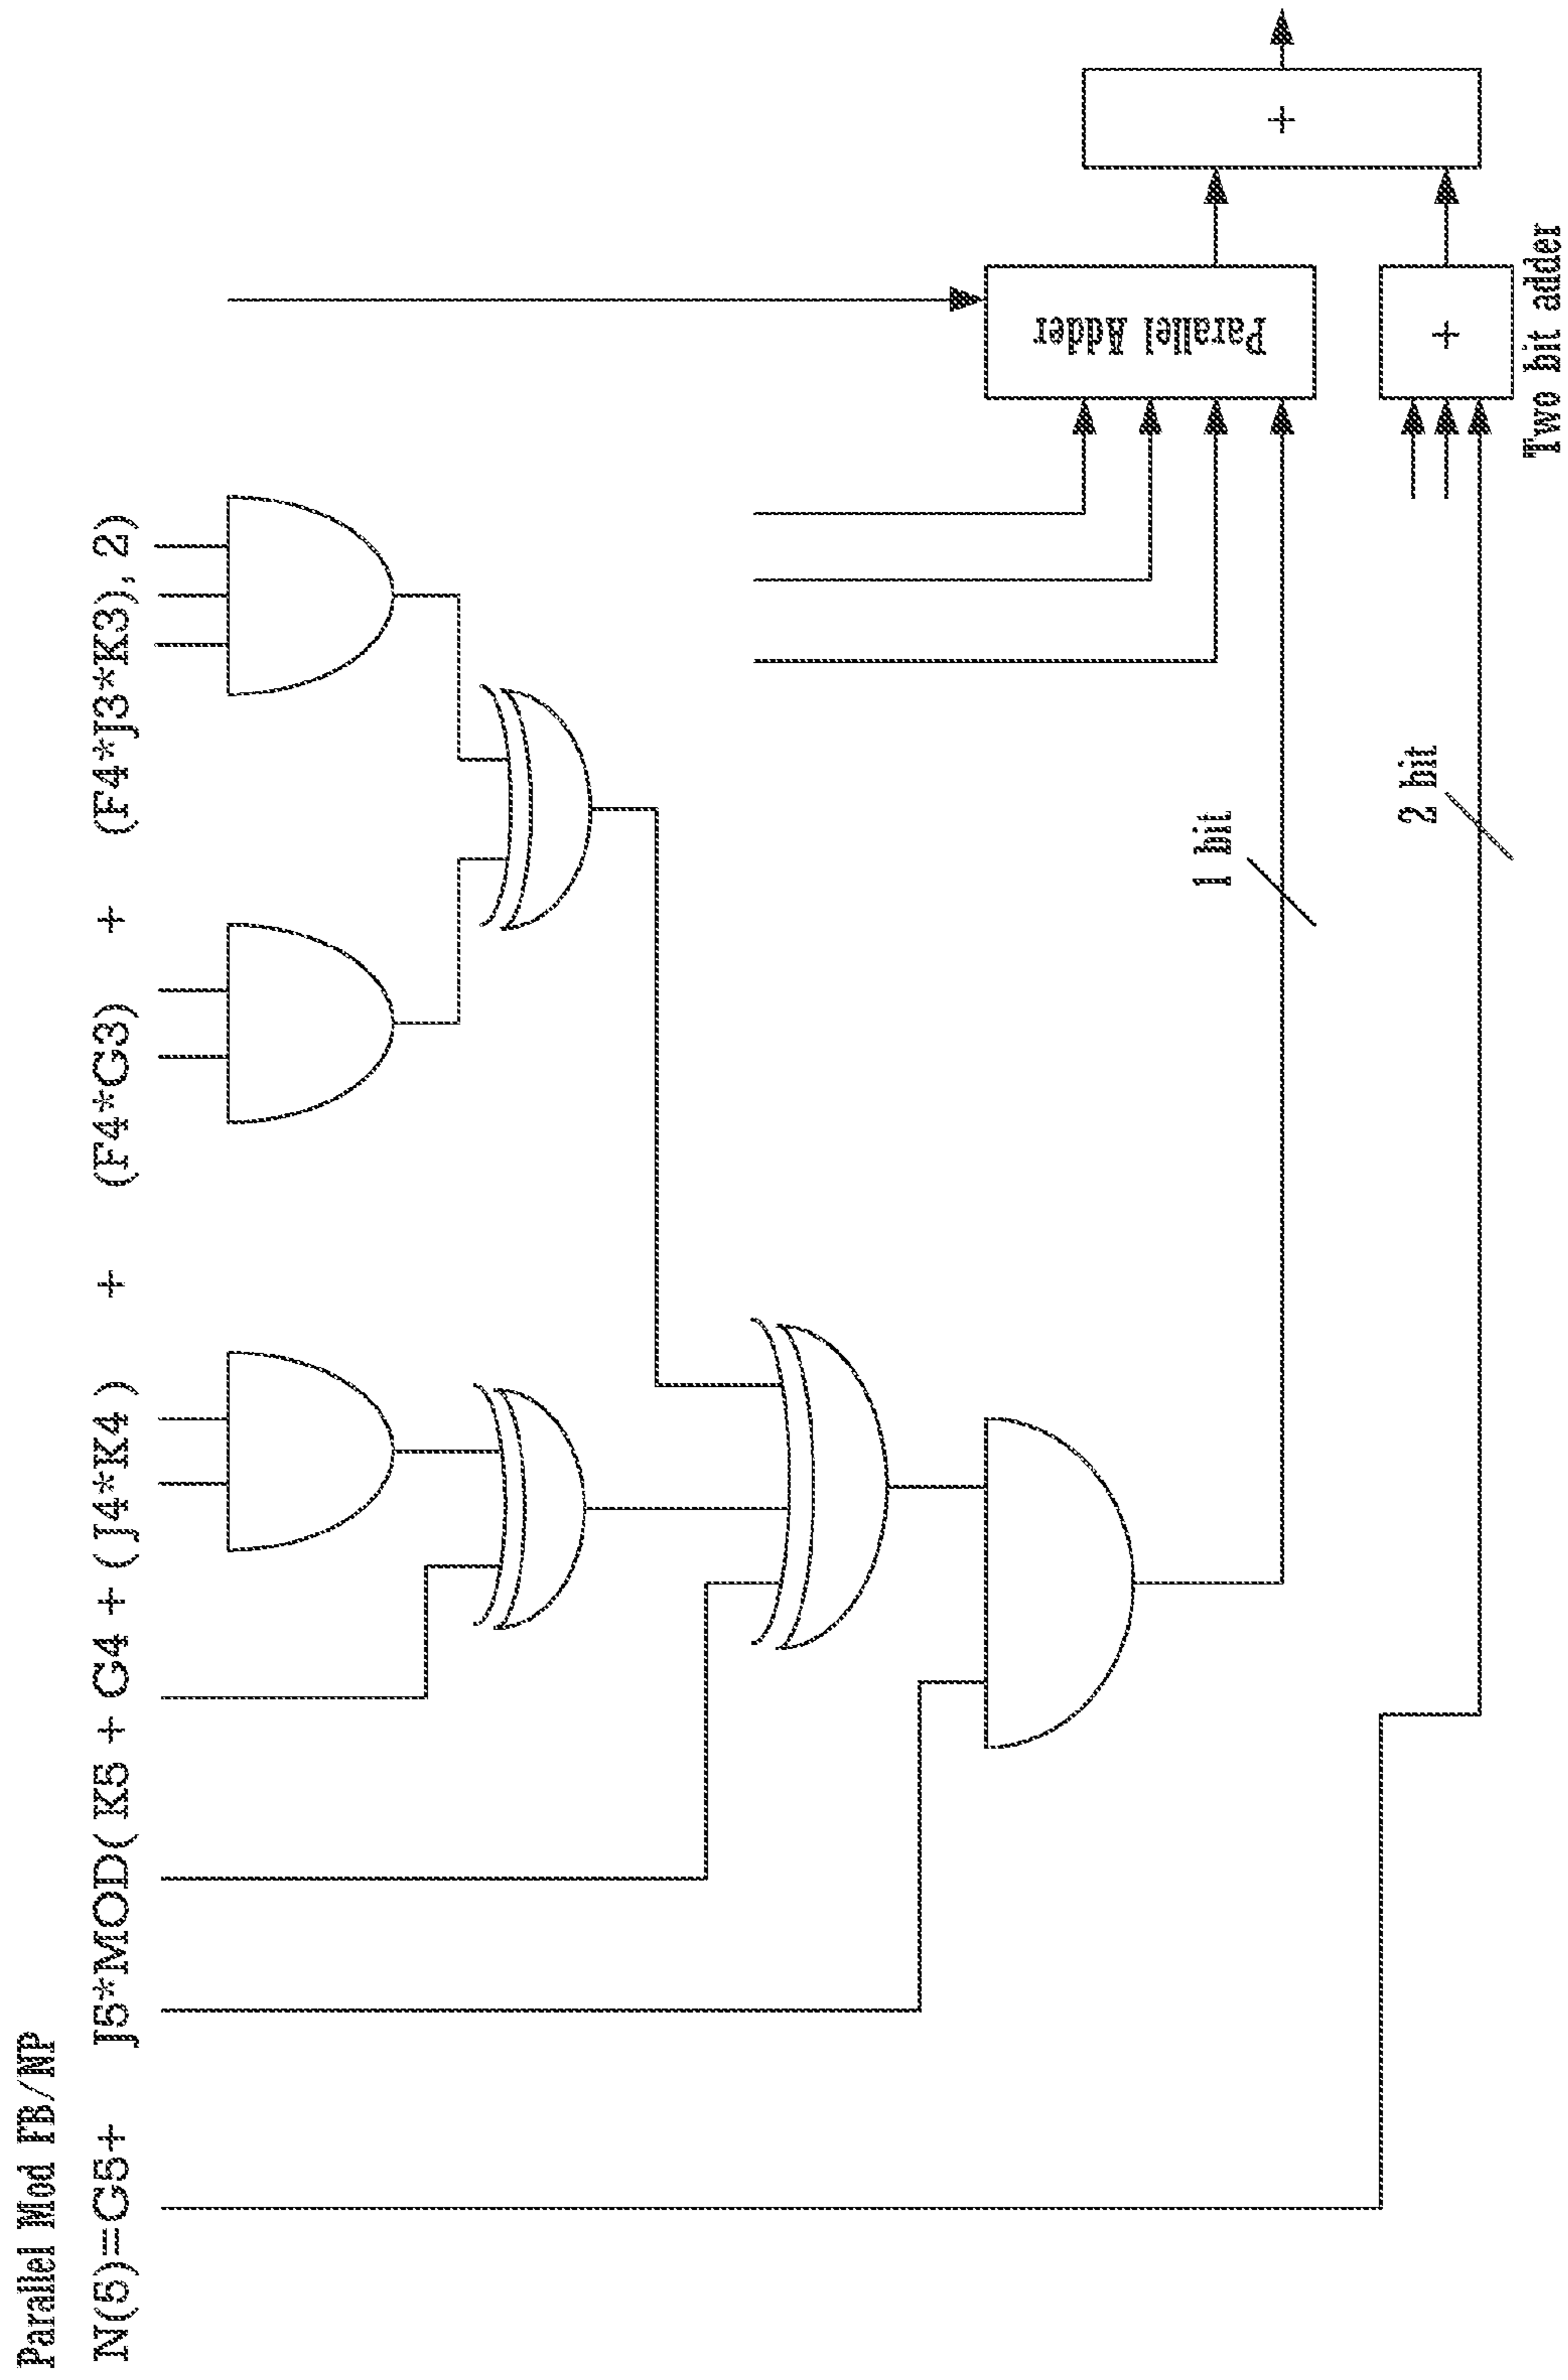 Parallel Mod FB/NP
N(5)=G5+ J5*MOD( K5 + G4 + ( J4*K4 ) + (F4*G3) + (F4*J3*K3), 2)
1 bit
2 bit
Parallel Adder
+
+
Two bit adder